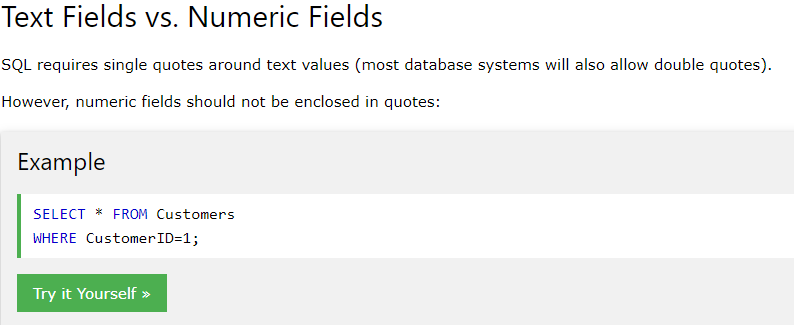 Text Fields vs. Numeric Fields
SQL requires single quotes around text values (most database systems will also allow double quotes).
However, numeric fields should not be enclosed in quotes:
Example
SELECT * FROM Customers
WHERE CustomerID=1;
Try it Yourself »